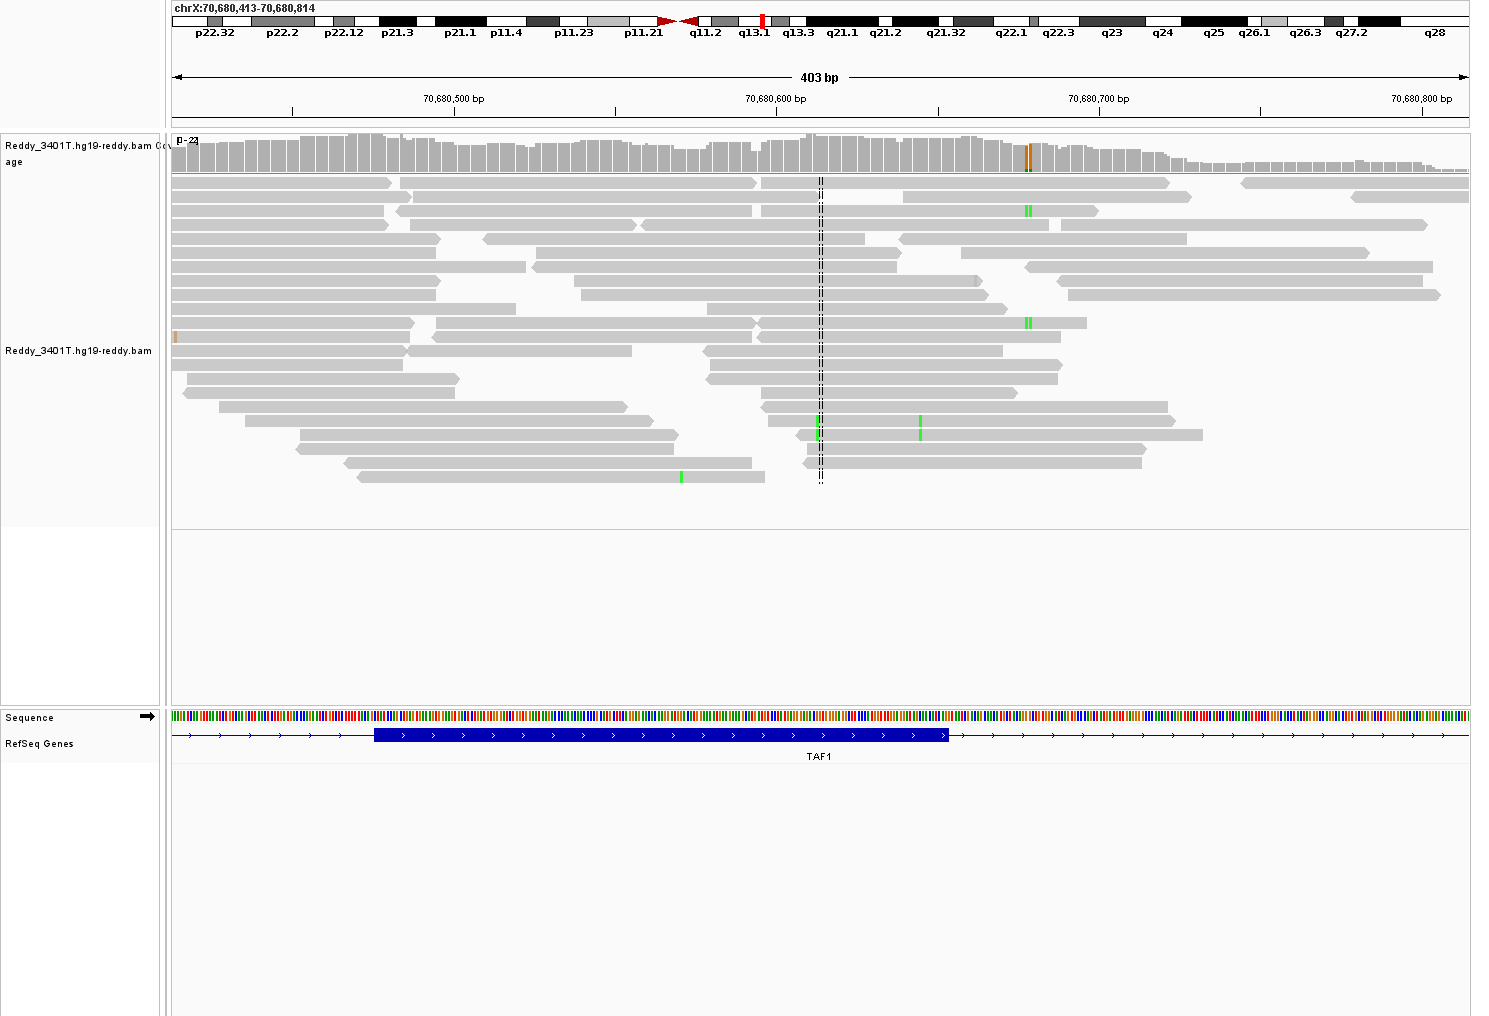 chrX:70,680,413-70,680,814
p22.32 p22.2 p22.12 p21.3 p21.1 p11.4 p11.23 p11.21 q11.2 q13.1 q13.3 q21.1 q21.2 q21.32 q22.1 q22.2 q23 q24 q25 q26.1 q26.3 q27.2 q28
403 bp
70,680,500 bp 70,680,600 bp 70,680,700 bp 70,680,800 bp
Reddy_3401T.hg19-reddy.bam
age
Reddy_3401T.hg19-reddy.bam
Sequence
RefSeq Genes
TAF1